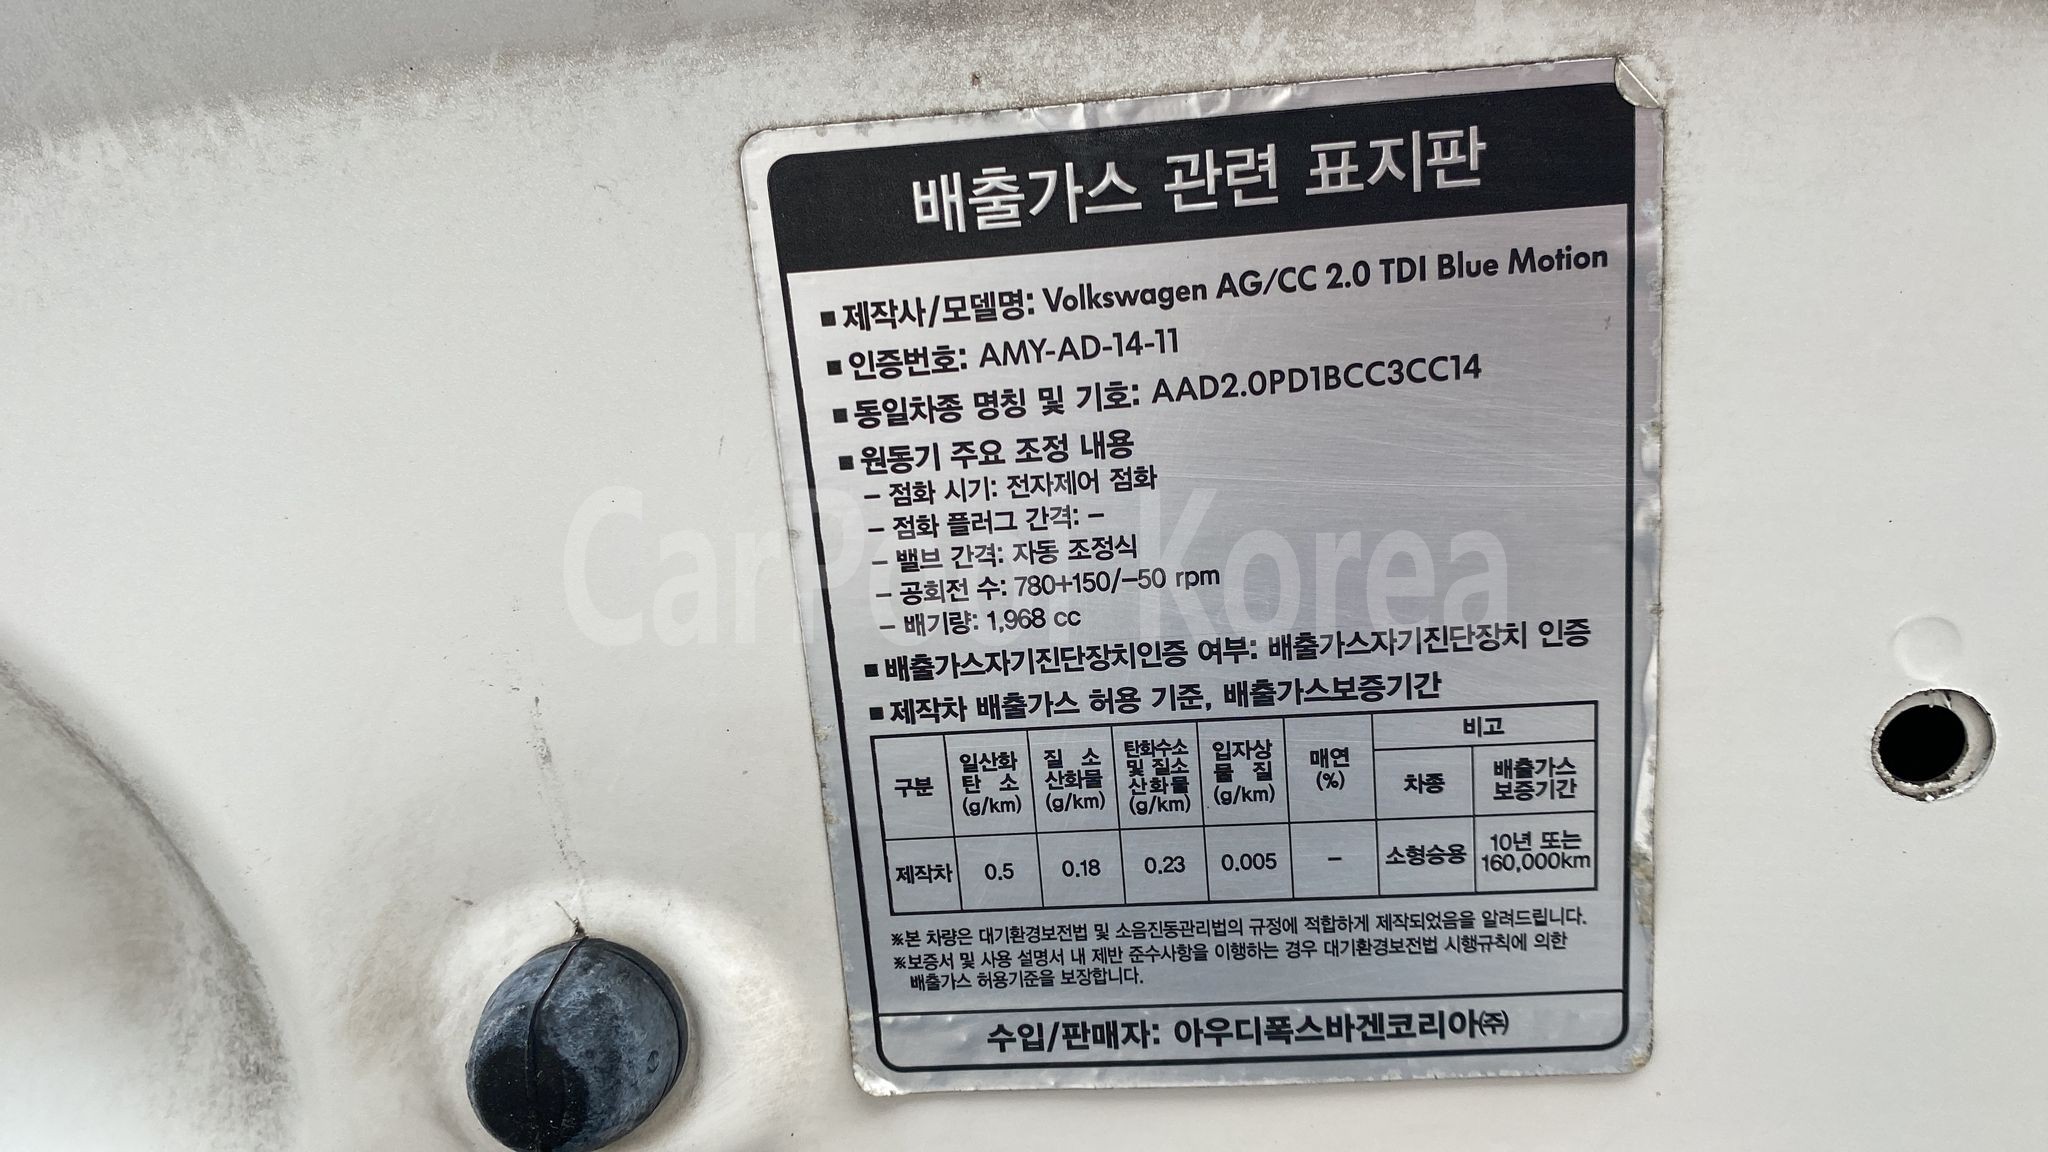 배출가스 관련 표지판
■ 제작사/모델명: Volkswagen AG/CC 2.0 TDI Blue Motion
■ 인증번호: AMY-AD-14-11
■ 동일차종 명칭 및 기호: AAD2.0PD1BCC3CC14
■ 원동기 주요 조정 내용
– 점화 시기: 전자제어 점화
– 점화 플러그 간격: –
– 밸브 간격: 자동 조정식
– 공회전 수: 780+150/–50 rpm
– 배기량: 1,968 cc
■ 배출가스자기진단장치인증 여부: 배출가스자기진단장치 인증
■ 제작차 배출가스 허용 기준, 배출가스보증기간
구분 일산화탄소 (g/km) 질소산화물 (g/km) 탄화수소 및 질소산화물 (g/km) 입자상물질 (g/km) 매연 (%) 비고
차종 배출가스 보증기간
제작차 0.5 0.18 0.23 0.005 – 소형승용 10년 또는 160,000km
※본 차량은 대기환경보전법 및 소음진동관리법의 규정에 적합하게 제작되었음을 알려드립니다.
※보증서 및 사용 설명서 내 제반 준수사항을 이행하는 경우 대기환경보전법 시행규칙에 의한
배출가스 허용기준을 보장합니다.
수입/판매자: 아우디폭스바겐코리아㈜
CarPool Korea